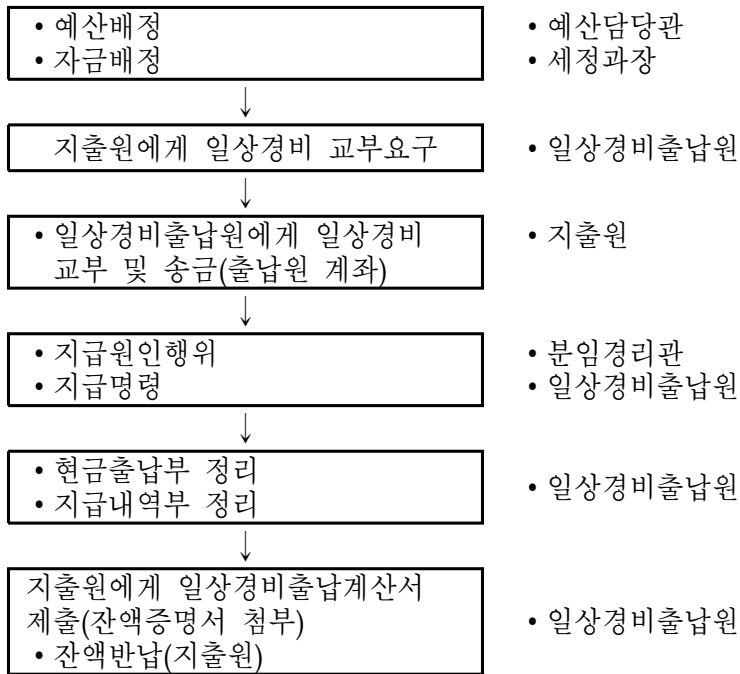 • 예산배정
• 자금배정
• 예산담당관
• 세정과장
지출원에게 일상경비 교부요구
• 일상경비출납원
• 일상경비출납원에게 일상경비
교부 및 송금(출납원 계좌)
• 지출원
• 지급원인행위
• 지급명령
• 분임경리관
• 일상경비출납원
• 현금출납부 정리
• 지급내역부 정리
• 일상경비출납원
지출원에게 일상경비출납계산서
제출(잔액증명서 첨부)
• 잔액반납(지출원)
• 일상경비출납원